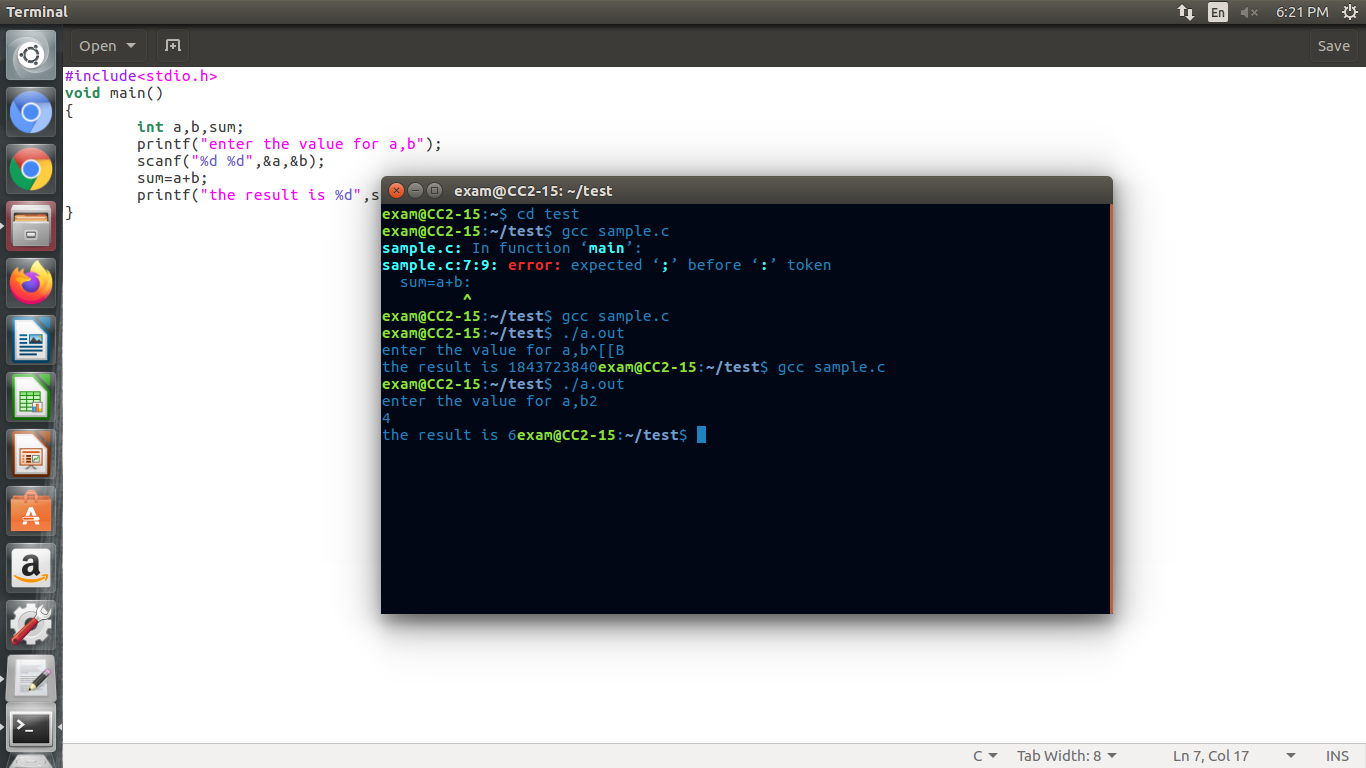 Terminal
En
6:21 PM
Open
Save
#include<stdio.h>
void main()
{
int a,b,sum;
printf("enter the value for a,b");
scanf("%d %d",&a,&b);
sum=a+b;
printf("the result is %d",s
}
exam@CC2-15: ~/test
exam@CC2-15:~$ cd test
exam@CC2-15:~/test$ gcc sample.c
sample.c: In function ‘main’:
sample.c:7:9: error: expected ‘;’ before ‘:’ token
sum=a+b:
^
exam@CC2-15:~/test$ gcc sample.c
exam@CC2-15:~/test$ ./a.out
enter the value for a,b^[[B
the result is 1843723840exam@CC2-15:~/test$ gcc sample.c
exam@CC2-15:~/test$ ./a.out
enter the value for a,b2
4
the result is 6exam@CC2-15:~/test$
a
>_
C
Tab Width: 8
Ln 7, Col 17
INS